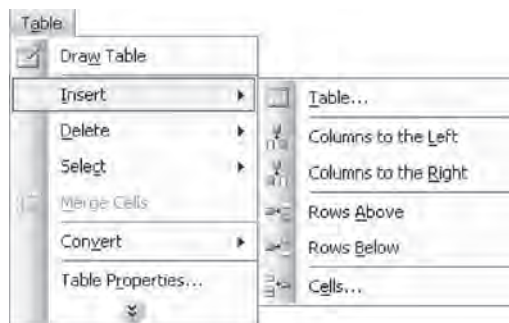 Table
Draw Table
Insert
Delete
Select
Merge Cells
Convert
Table Properties...
Table...
Columns to the Left
Columns to the Right
Rows Above
Rows Below
Cells...